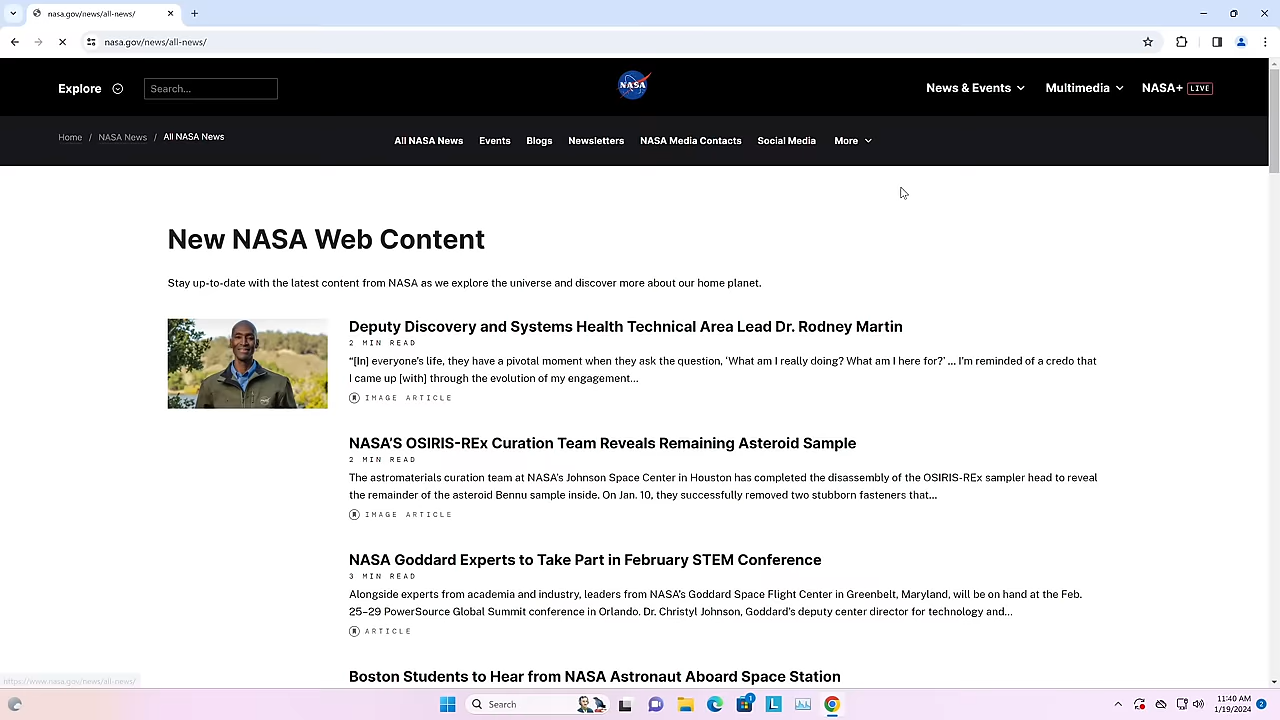 nasa.gov/news/all-news/
nasa.gov/news/all-news/
Explore
Search...
NASA
News & Events
Multimedia
NASA+ LIVE
Home / NASA News / All NASA News
All NASA News
Events
Blogs
Newsletters
NASA Media Contacts
Social Media
More
New NASA Web Content
Stay up-to-date with the latest content from NASA as we explore the universe and discover more about our home planet.
Deputy Discovery and Systems Health Technical Area Lead Dr. Rodney Martin
2 MIN READ
“[In] everyone’s life, they have a pivotal moment when they ask the question, ‘What am I really doing? What am I here for?’ … I’m reminded of a credo that
I came up [with] through the evolution of my engagement…
IMAGE ARTICLE
NASA’S OSIRIS-REx Curation Team Reveals Remaining Asteroid Sample
2 MIN READ
The astromaterials curation team at NASA’s Johnson Space Center in Houston has completed the disassembly of the OSIRIS-REx sampler head to reveal
the remainder of the asteroid Bennu sample inside. On Jan. 10, they successfully removed two stubborn fasteners that…
IMAGE ARTICLE
NASA Goddard Experts to Take Part in February STEM Conference
3 MIN READ
Alongside experts from academia and industry, leaders from NASA’s Goddard Space Flight Center in Greenbelt, Maryland, will be on hand at the Feb.
25–29 PowerSource Global Summit conference in Orlando. Dr. Christyl Johnson, Goddard’s deputy center director for technology and…
ARTICLE
Boston Students to Hear from NASA Astronaut Aboard Space Station
https://www.nasa.gov/news/all-news/
Search
1
L
11:40 AM
1/19/2024
2